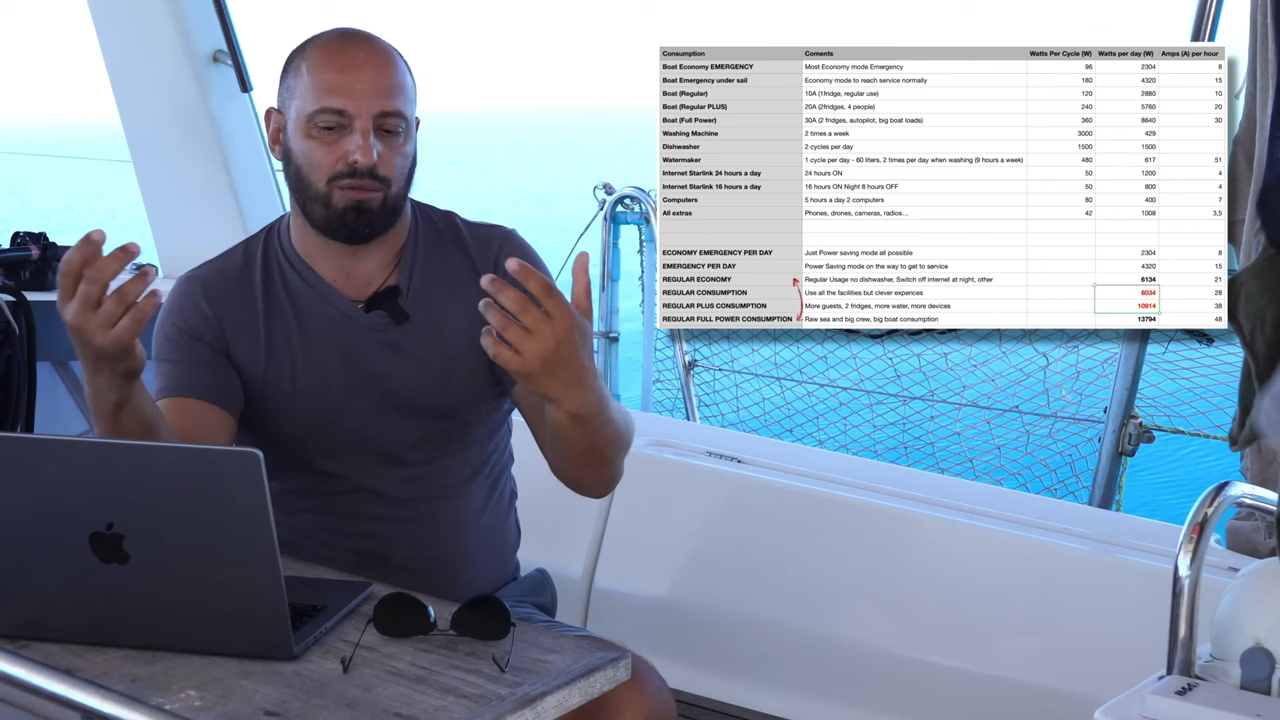 Consumption Coments Watts Per Cycle (W) Watts per day (W) Amps (A) per hour
Boat Economy EMERGENCY Most Economy mode Emergency 96 2304 8
Boat Emergency under sail Economy mode to reach service normally 180 4320 15
Boat (Regular) 10A (1fridge, regular use) 120 2880 10
Boat (Regular PLUS) 20A (2fridges, 4 people) 240 5760 20
Boat (Full Power) 30A (2 fridges, autopilot, big boat loads) 360 8640 30
Washing Machine 2 times a week 3000 429
Dishwasher 2 cycles per day 1500 1500
Watermaker 1 cycle per day - 60 liters, 2 times per day when washing (9 hours a week) 480 617 51
Internet Starlink 24 hours a day 24 hours ON 50 1200 4
Internet Starlink 16 hours a day 16 hours ON Night 8 hours OFF 50 800 4
Computers 5 hours a day 2 computers 80 400 7
All extras Phones, drones, cameras, radios... 42 1008 3,5
ECONOMY EMERGENCY PER DAY Just Power saving mode all possible 2304 8
EMERGENCY PER DAY Power Saving mode on the way to get to service 4320 15
REGULAR ECONOMY Regular Usage no dishwasher, Switch off internet at night, other 6134 21
REGULAR CONSUMPTION Use all the facilities but clever expences 8034 28
REGULAR PLUS CONSUMPTION More guests, 2 fridges, more water, more devices 10914 38
REGULAR FULL POWER CONSUMPTION Raw sea and big crew, big boat consumption 13794 48